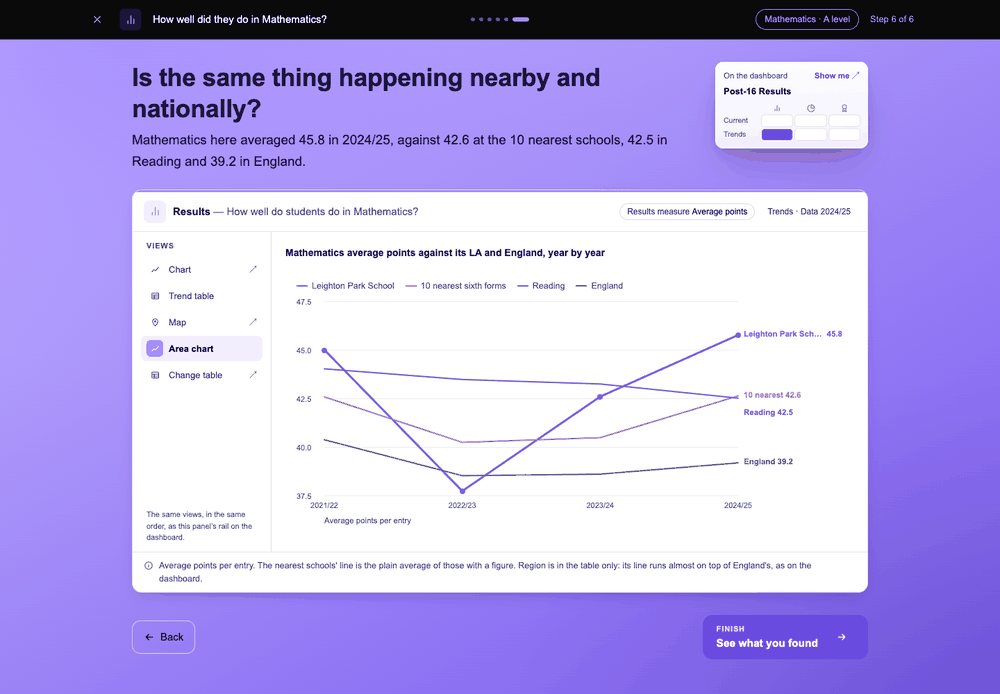 How well did they do in Mathematics?
Mathematics · A level
Step 6 of 6
Is the same thing happening nearby and
nationally?
Mathematics here averaged 45.8 in 2024/25, against 42.6 at the 10 nearest schools, 42.5 in
Reading and 39.2 in England.
On the dashboard
Show me
Post-16 Results
Current
Trends
Results — How well do students do in Mathematics?
Results measure Average points
Trends · Data 2024/25
VIEWS
Chart
Trend table
Map
Area chart
Change table
The same views, in the same
order, as this panel's rail on the
dashboard.
Mathematics average points against its LA and England, year by year
Leighton Park School
10 nearest sixth forms
Reading
England
47.5
45.0
42.5
40.0
37.5
2021/22
2022/23
2023/24
2024/25
Leighton Park Sch... 45.8
10 nearest 42.6
Reading 42.5
England 39.2
Average points per entry
Average points per entry. The nearest schools' line is the plain average of those with a figure. Region is in the table only: its line runs almost on top of England's, as on the
dashboard.
Back
FINISH
See what you found